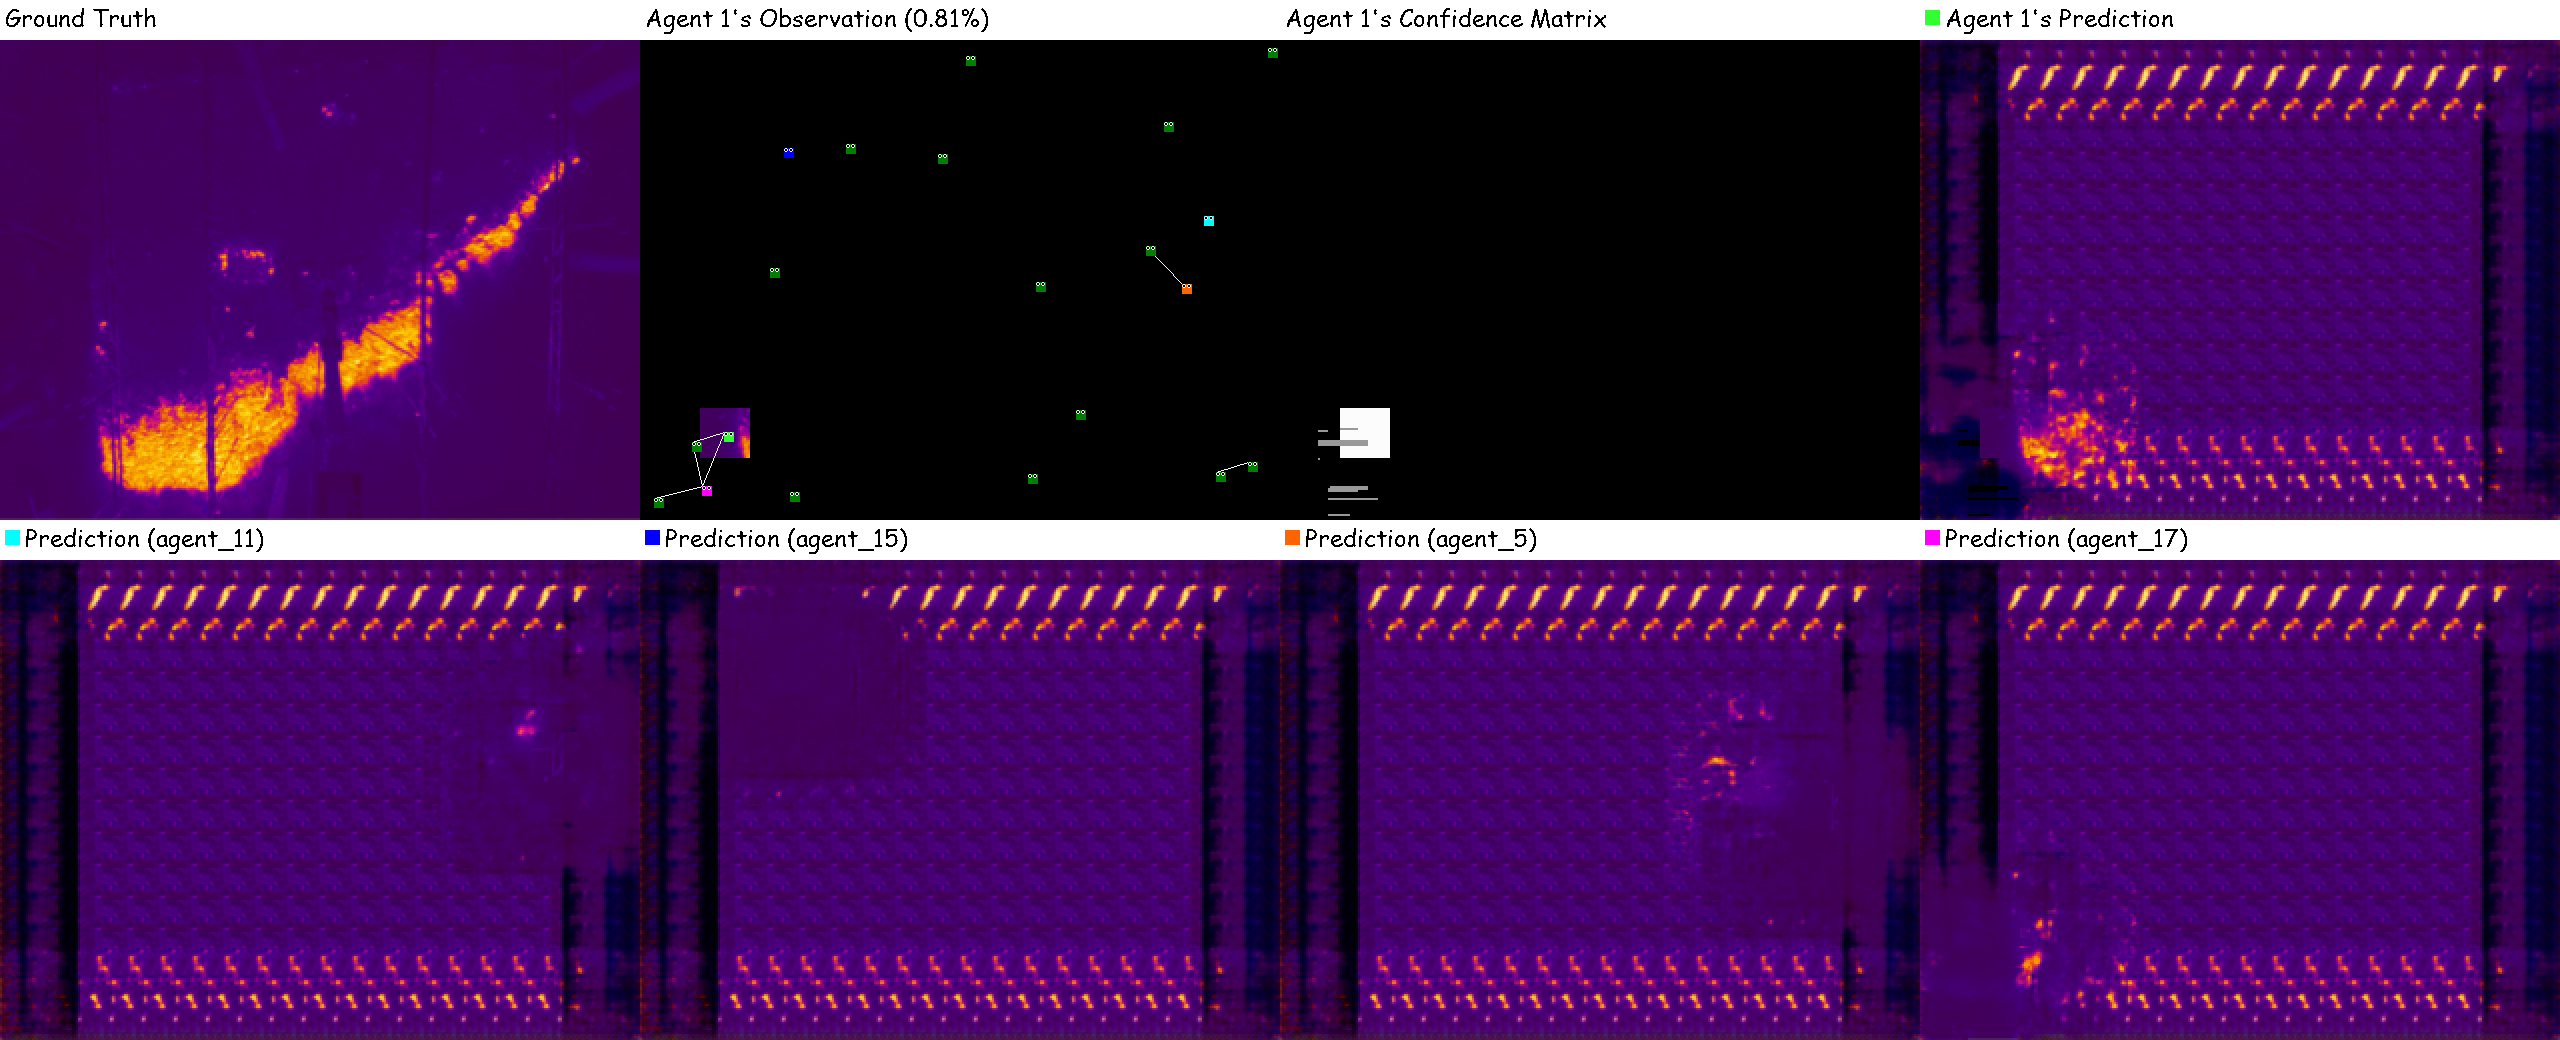 Ground Truth
Agent 1's Observation (0.81%)
Agent 1's Confidence Matrix
Agent 1's Prediction
Prediction (agent_11)
Prediction (agent_15)
Prediction (agent_5)
Prediction (agent_17)